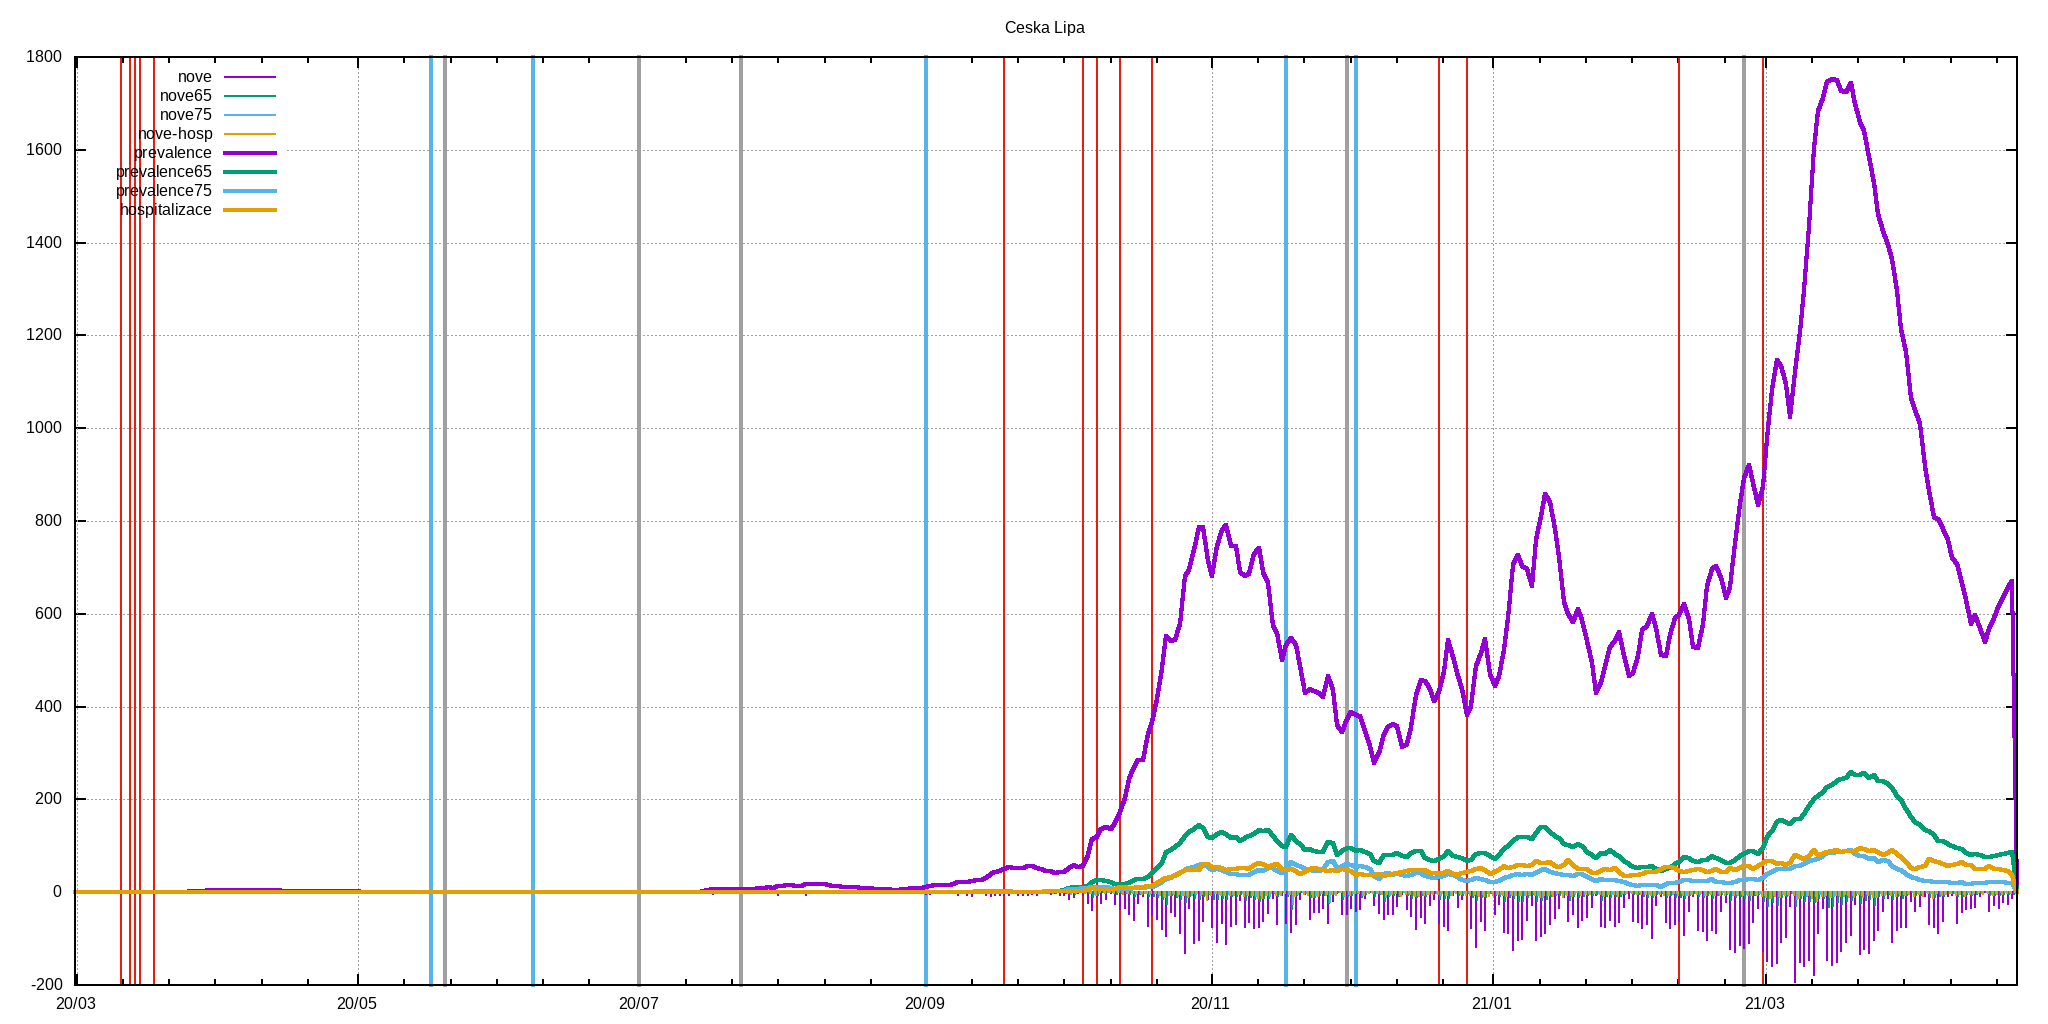 Ceska Lipa
1800
1600
1400
1200
1000
800
600
400
200
0
-200
nove
nove65
nove75
nove-hosp
prevalence
prevalence65
prevalence75
hospitalizace
20/03
20/05
20/07
20/09
20/11
21/01
21/03